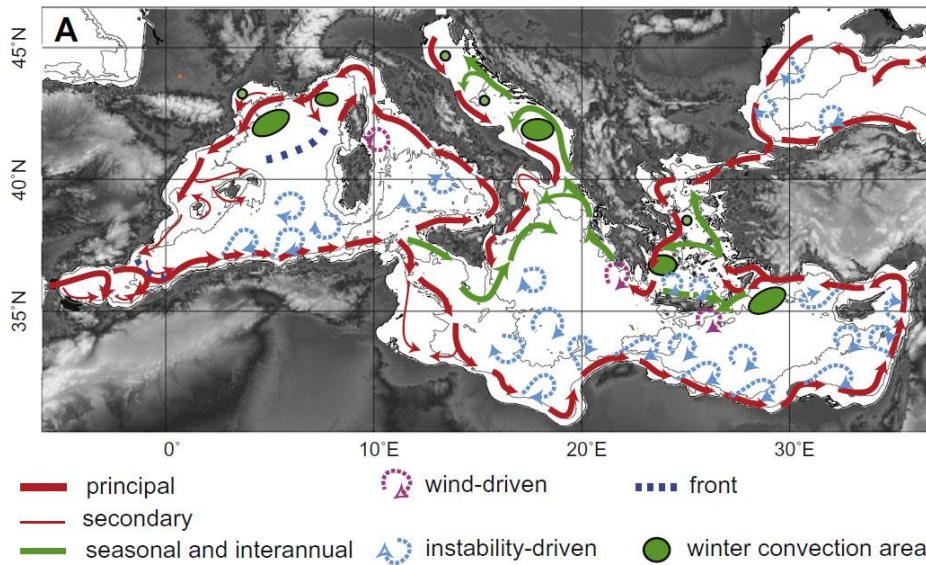 A
45°N
40°N
35°N
0°
10°E
20°E
30°E
principal
wind-driven
front
secondary
seasonal and interannual
instability-driven
winter convection area